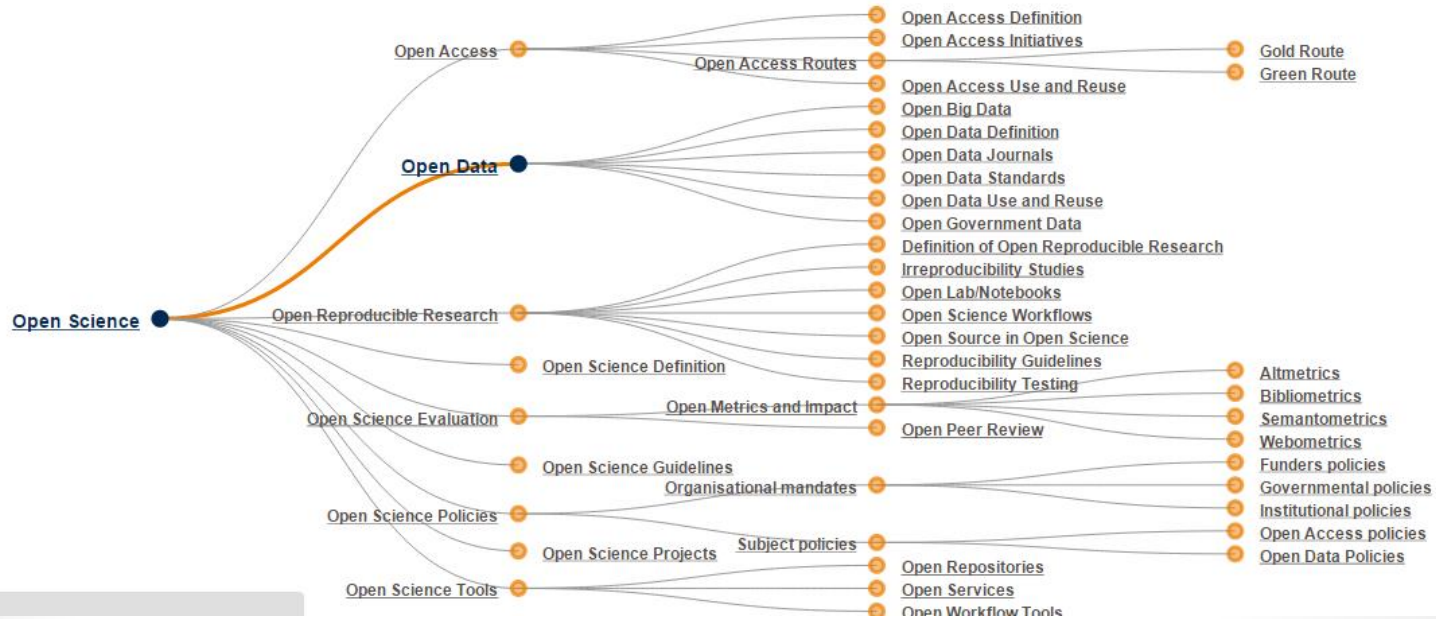 Open Science
Open Access
Open Access Definition
Open Access Initiatives
Open Access Routes
Gold Route
Green Route
Open Access Use and Reuse
Open Data
Open Big Data
Open Data Definition
Open Data Journals
Open Data Standards
Open Data Use and Reuse
Open Government Data
Open Reproducible Research
Definition of Open Reproducible Research
Irreproducibility Studies
Open Lab/Notebooks
Open Science Workflows
Open Source in Open Science
Reproducibility Guidelines
Reproducibility Testing
Open Science Definition
Open Science Evaluation
Open Metrics and Impact
Altmetrics
Bibliometrics
Semantometrics
Webometrics
Open Peer Review
Open Science Guidelines
Open Science Policies
Organisational mandates
Funders policies
Governmental policies
Institutional policies
Subject policies
Open Access policies
Open Data Policies
Open Science Projects
Open Science Tools
Open Repositories
Open Services
Open Workflow Tools